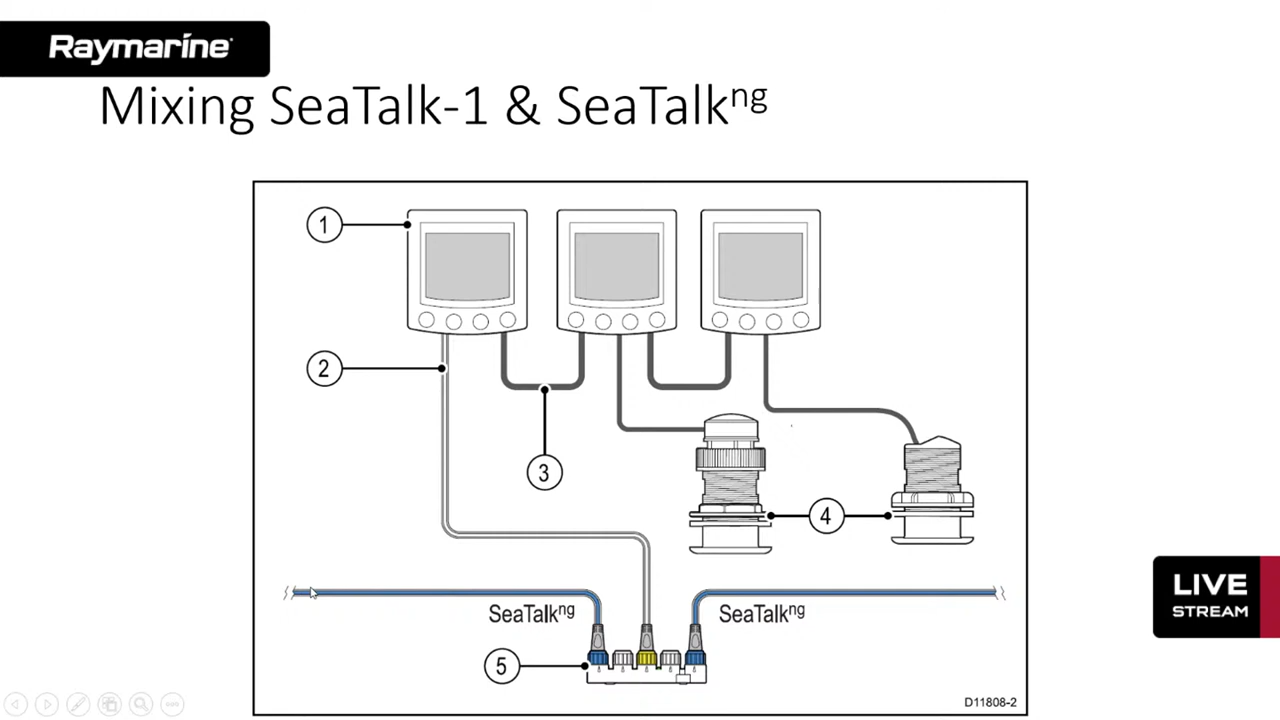 Raymarine
Mixing SeaTalk-1 & SeaTalkⁿᵍ
1
2
3
4
SeaTalkⁿᵍ
SeaTalkⁿᵍ
5
D11808-2
LIVE
STREAM